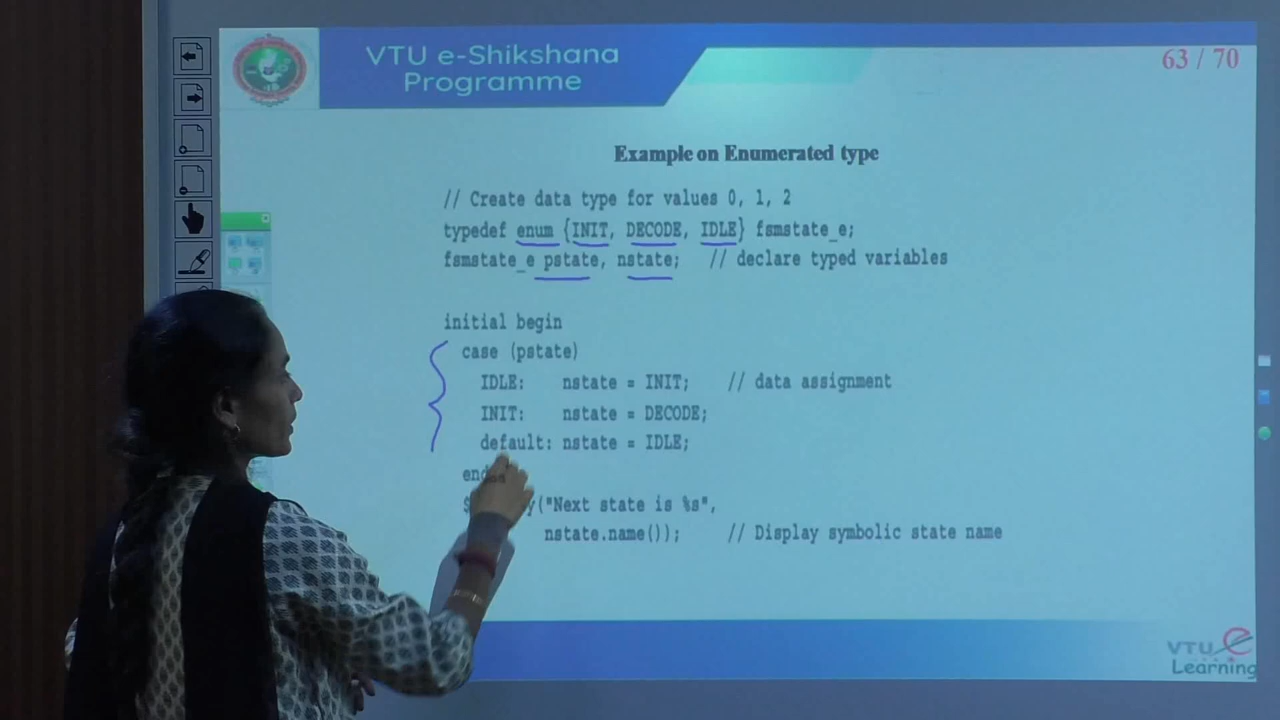 VTU e-Shikshana
Programme
63 / 70
Example on Enumerated type
// Create data type for values 0, 1, 2
typedef enum {INIT, DECODE, IDLE} fsmstate_e;
fsmstate_e pstate, nstate; // declare typed variables
initial begin
case (pstate)
IDLE: nstate = INIT; // data assignment
INIT: nstate = DECODE;
default: nstate = IDLE;
("Next state is %s",
nstate.name()); // Display symbolic state name
VTU e
Learning